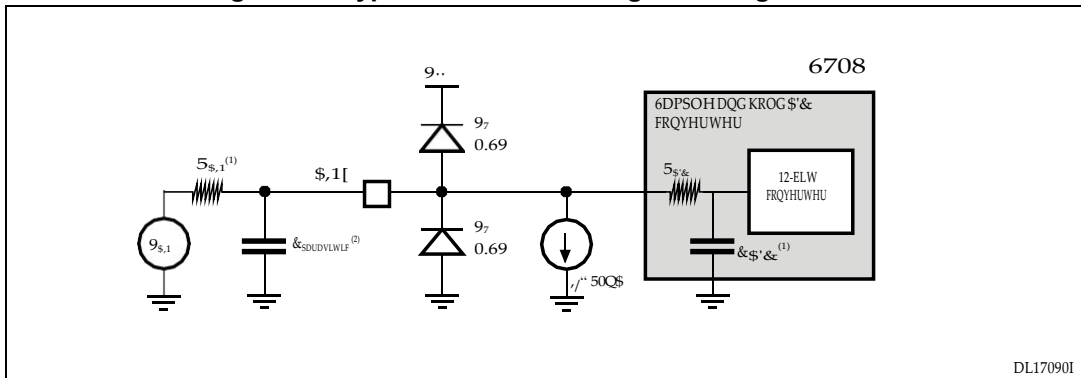 6708
9··
6DPSOH DQG KROG $'&
FRQYHUWHU
9₇
0.69
5$,1(1)
$,1[
5$'&
12-ELW
FRQYHUWHU
9$,1
&SDUDVLWLF(2)
9₇
0.69
,/“ 50Q$
&$'&(1)
DL17090I